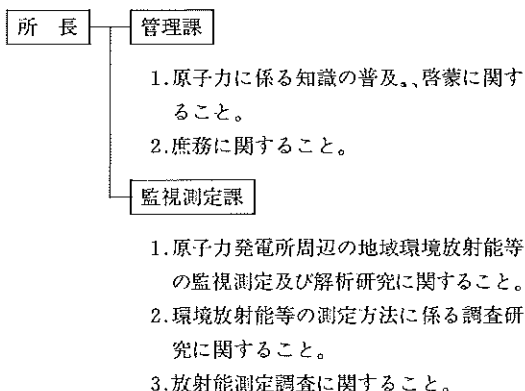 所 長 管理課
1.原子力に係る知識の普及、啓蒙に関す
ること。
2.庶務に関すること。
監視測定課
1.原子力発電所周辺の地域環境放射能等
の監視測定及び解析研究に関すること。
2.環境放射能等の測定方法に係る調査研
究に関すること。
3.放射能測定調査に関すること。